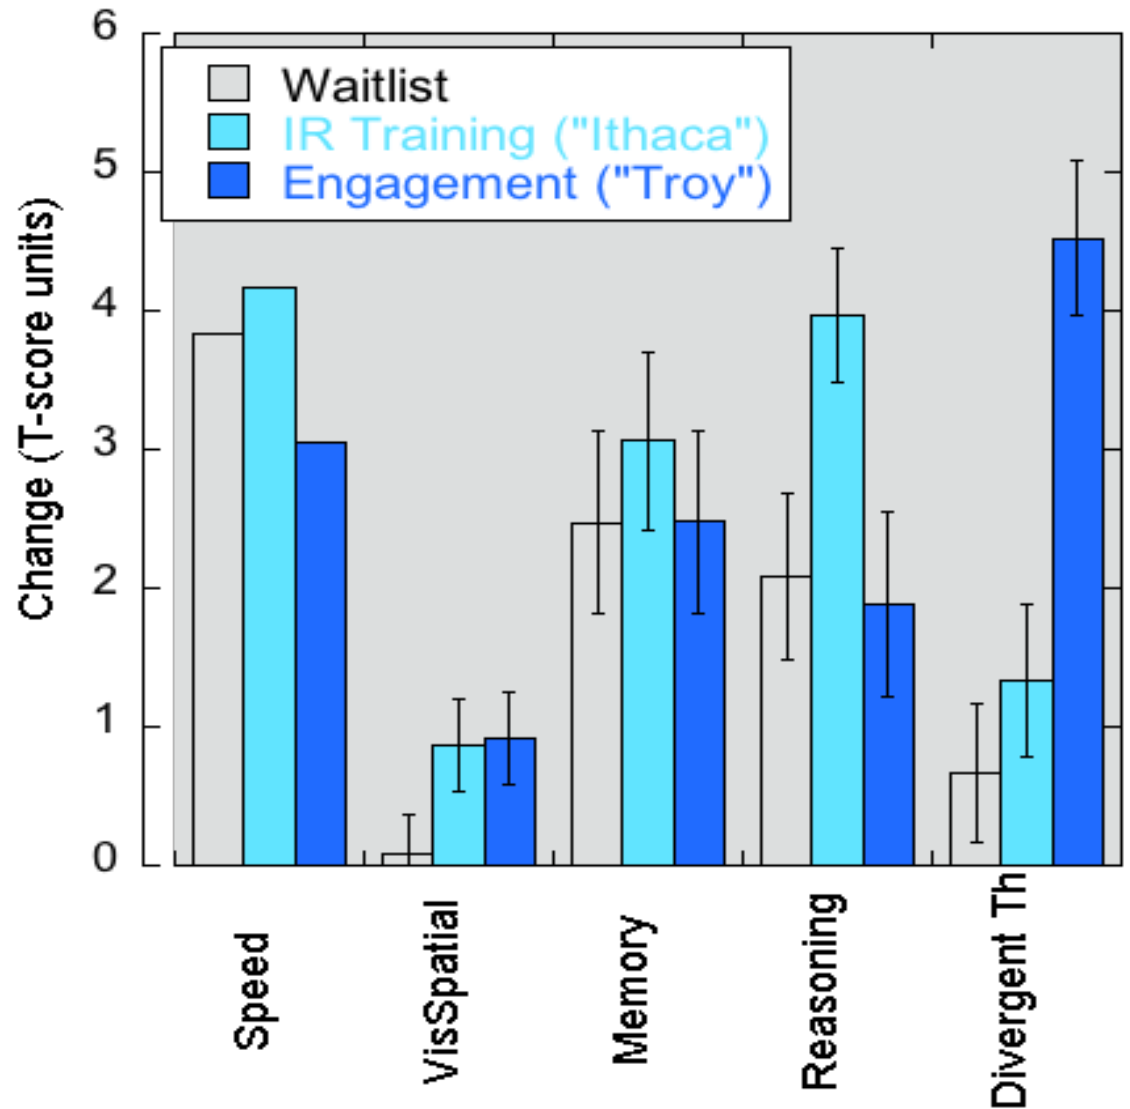 6
5
4
3
2
1
0
Change (T-score units)
Waitlist
IR Training ("Ithaca")
Engagement ("Troy")
Speed
VisSpatial
Memory
Reasoning
Divergent Th